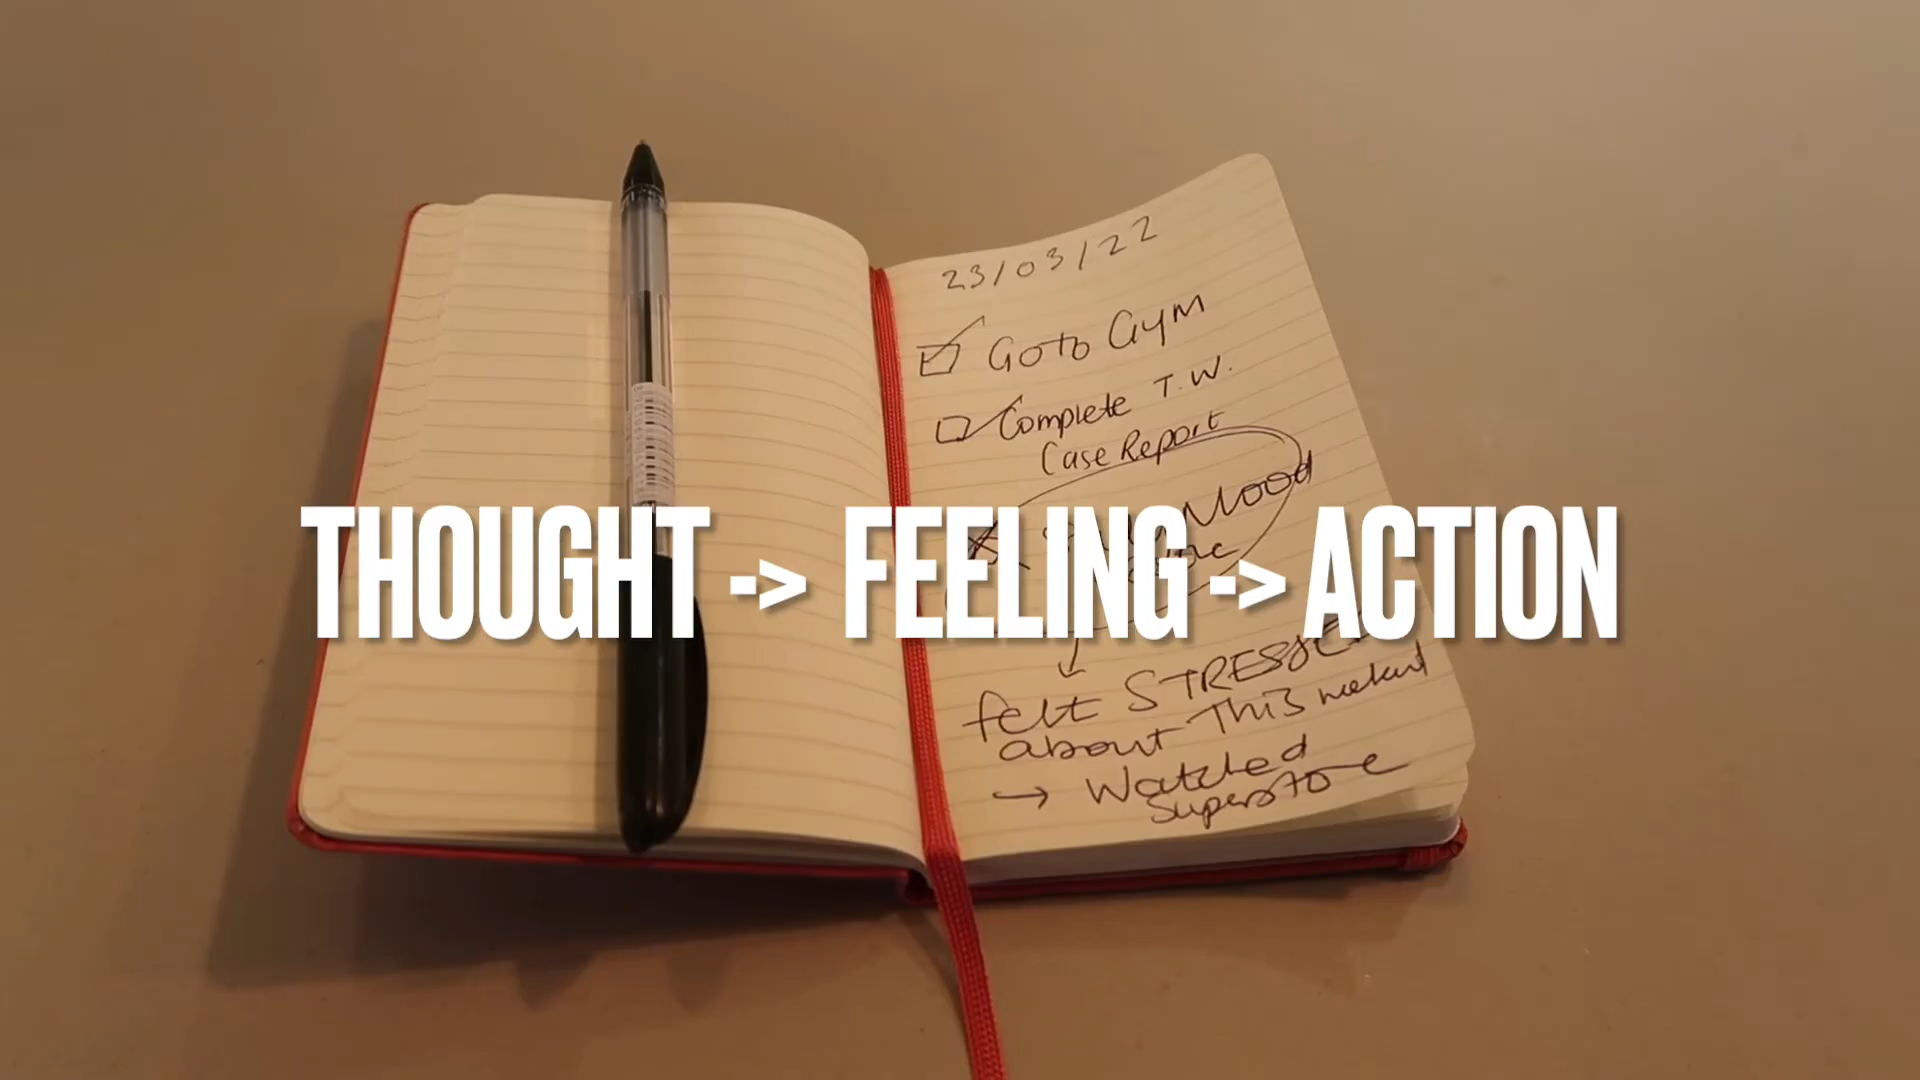 23/03/22
Go to Gym
Complete T.W.
Case Report
Mood
THOUGHT -> FEELING -> ACTION
felt STRESSED
about This weekend
→ Watched
Superstore